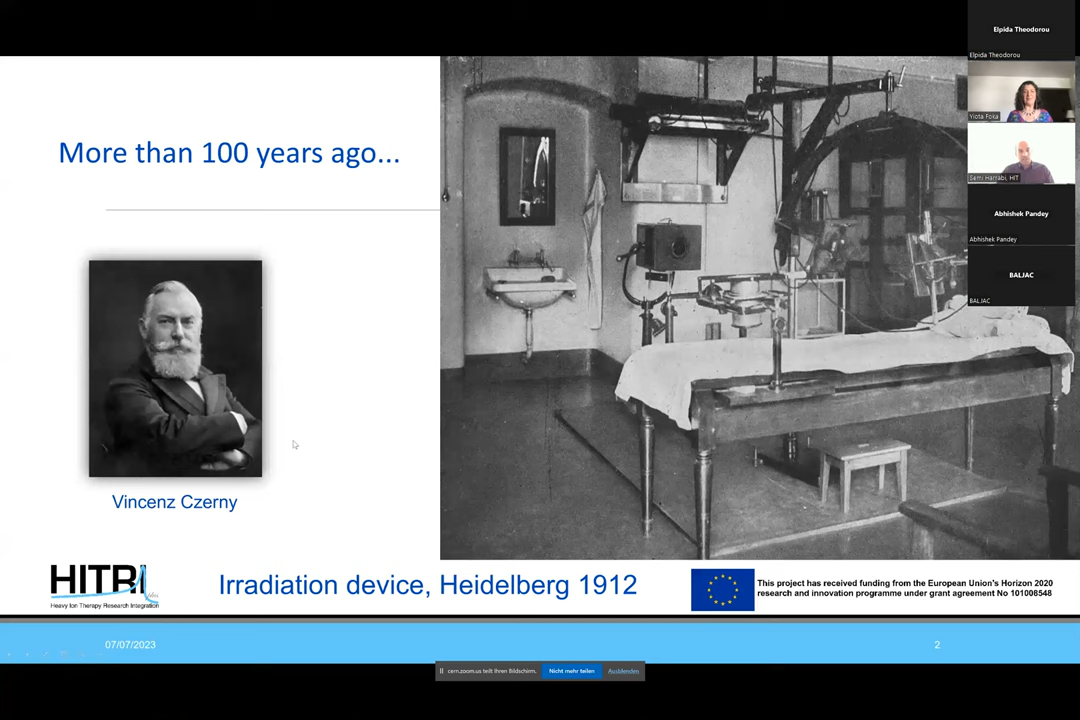 More than 100 years ago...
Vincenz Czerny
HITRI
plus
Heavy Ion Therapy Research Integration
Irradiation device, Heidelberg 1912
This project has received funding from the European Union's Horizon 2020
research and innovation programme under grant agreement No 101008548
07/07/2023
2
Elpida Theodorou
Elpida Theodorou
Yiota Foka
Semi Harrabi, HIT
Abhishek Pandey
Abhishek Pandey
BALJAC
BALJAC
cern.zoom.us teilt Ihren Bildschirm.
Nicht mehr teilen
Ausblenden